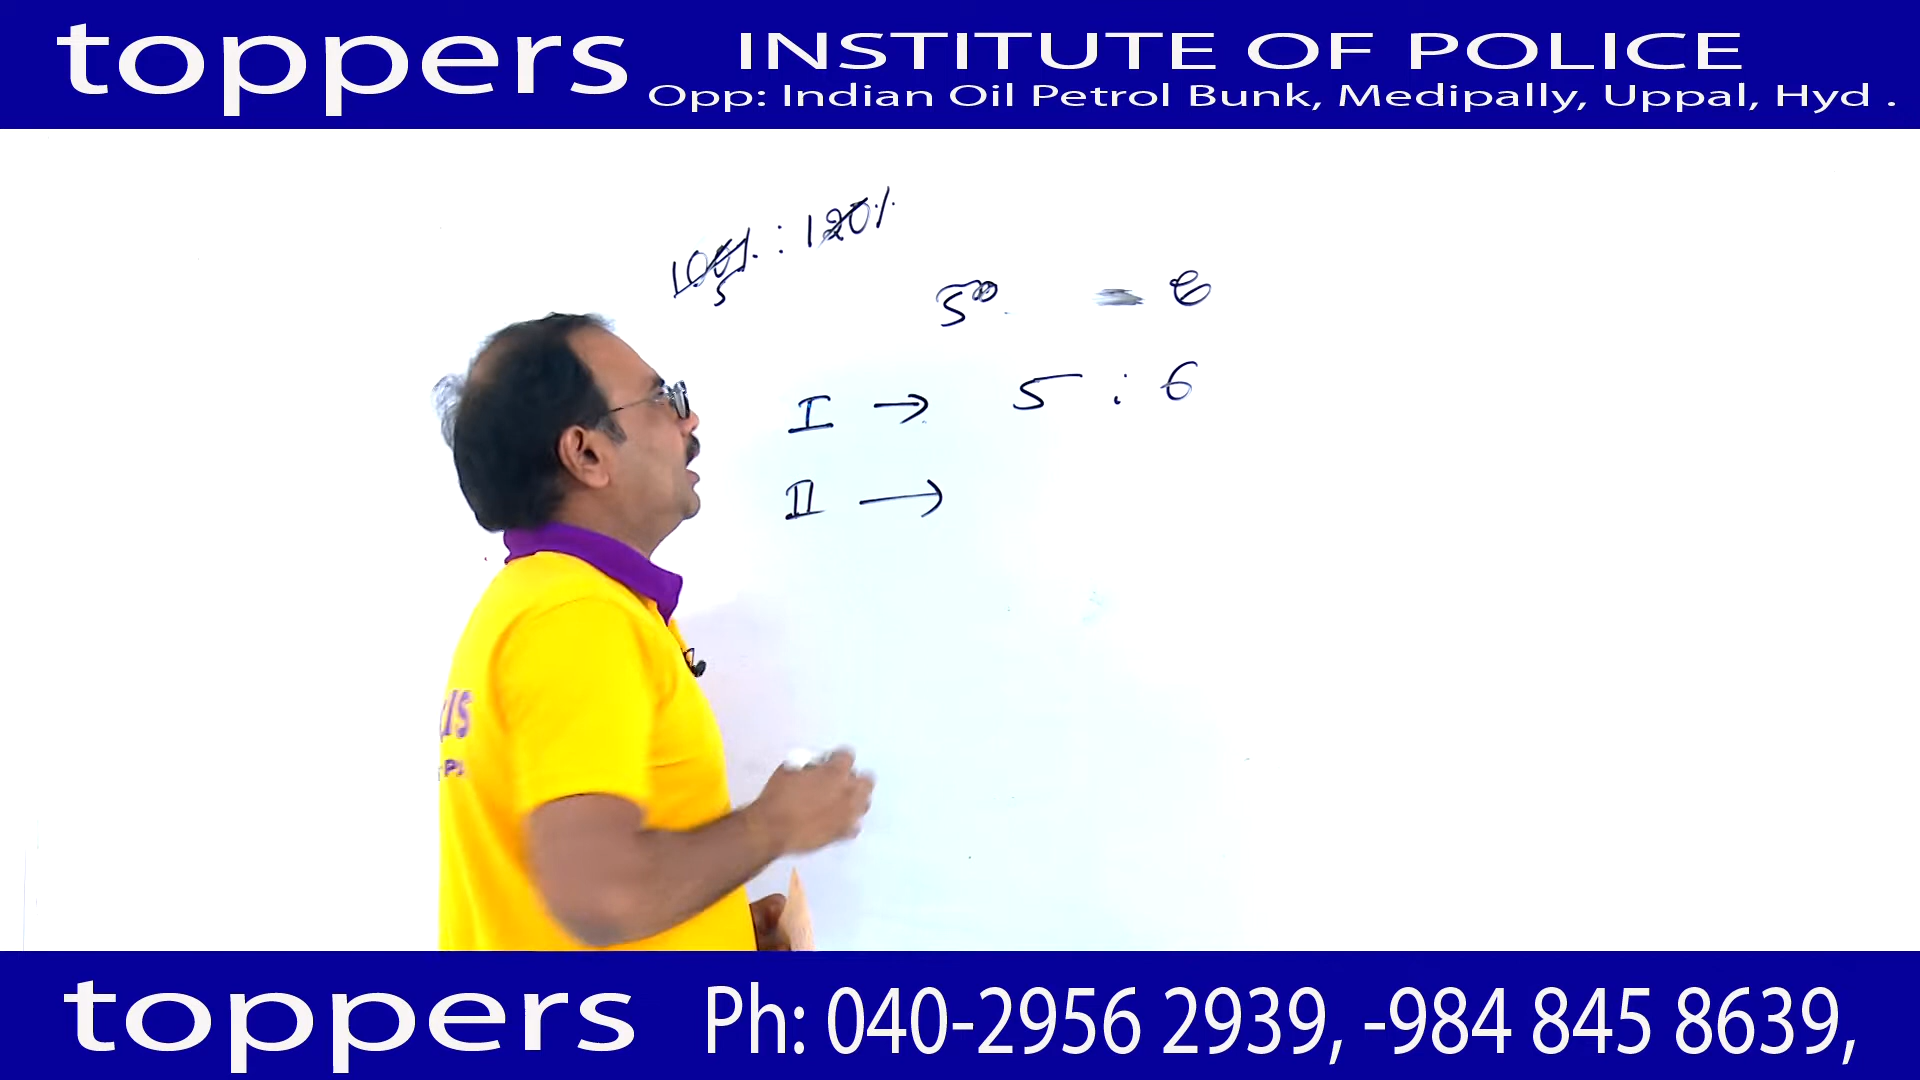 toppers
INSTITUTE OF POLICE
Opp: Indian Oil Petrol Bunk, Medipally, Uppal, Hyd .
100% : 120%
5
= 6
I → 5 : 6
II →
toppers
Ph: 040-2956 2939, -984 845 8639,